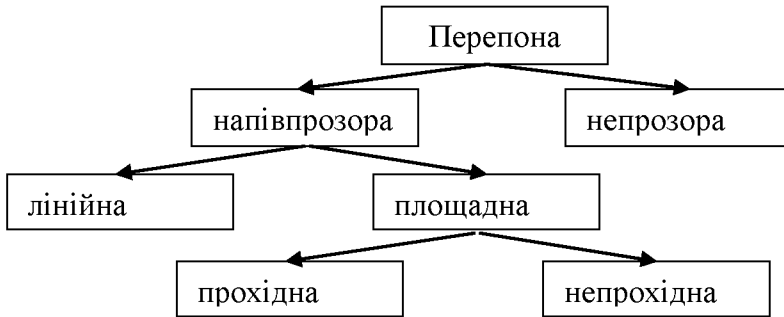 Перепона
напівпрозора
непрозора
лінійна
площадна
прохідна
непрохідна